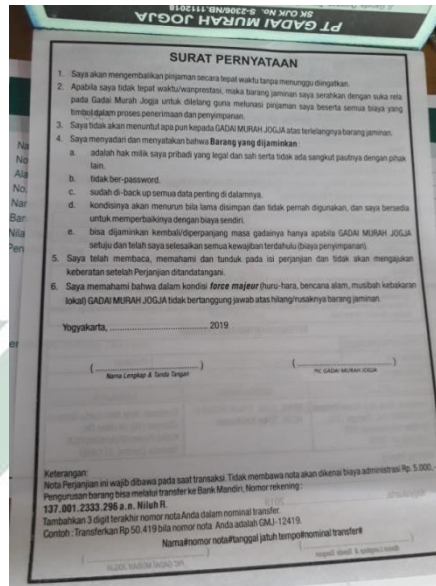 PT GADAI MURAH JOGJA
SK OJK No. S-2306/NB.111/2018
SURAT PERNYATAAN
1. Saya akan mengembalikan pinjaman secara tepat waktu tanpa menunggu diingatkan.
2. Apabila saya tidak tepat waktu/wanprestasi, maka barang jaminan saya serahkan dengan suka rela
pada Gadai Murah Jogja untuk dilelang guna melunasi pinjaman saya beserta semua biaya yang
timbul dalam proses penerimaan dan penyimpanan.
3. Saya tidak akan menuntut apa pun kepada GADAI MURAH JOGJA atas terlelangnya barang jaminan.
4. Saya menyadari dan menyatakan bahwa Barang yang dijaminkan:
a. adalah hak milik saya pribadi yang legal dan sah serta tidak ada sangkut pautnya dengan pihak
lain.
b. tidak ber-password.
c. sudah di-back up semua data penting di dalamnya.
d. kondisinya akan menurun bila lama disimpan dan tidak pernah digunakan, dan saya bersedia
untuk memperbaikinya dengan biaya sendiri.
e. bisa dijaminkan kembali/diperpanjang masa gadainya hanya apabila GADAI MURAH JOGJA
setuju dan telah saya selesaikan semua kewajiban terdahulu (biaya penyimpanan).
5. Saya telah membaca, memahami dan tunduk pada isi perjanjian dan tidak akan mengajukan
keberatan setelah Perjanjian ditandatangani.
6. Saya memahami bahwa dalam kondisi force majeur (huru-hara, bencana alam, musibah kebakaran
lokal) GADAI MURAH JOGJA tidak bertanggung jawab atas hilang/rusaknya barang jaminan.
Yogyakarta, .................................. 2019
(..................................) (..................................)
Nama Lengkap & Tanda Tangan PIC GADAI MURAH JOGJA
Keterangan:
Nota Perjanjian ini wajib dibawa pada saat transaksi. Tidak membawa nota akan dikenai biaya administrasi Rp. 5.000,-
Pengurusan barang bisa melalui transfer ke Bank Mandiri, Nomor rekening :
137.001.2333.296 a.n. Niluh R.
Tambahkan 3 digit terakhir nomor nota Anda dalam nominal transfer.
Contoh : Transferkan Rp 50.419 bila nomor nota Anda adalah GMJ-12419.
Nama#nomor nota#tanggal jatuh tempo#nominal transfer#